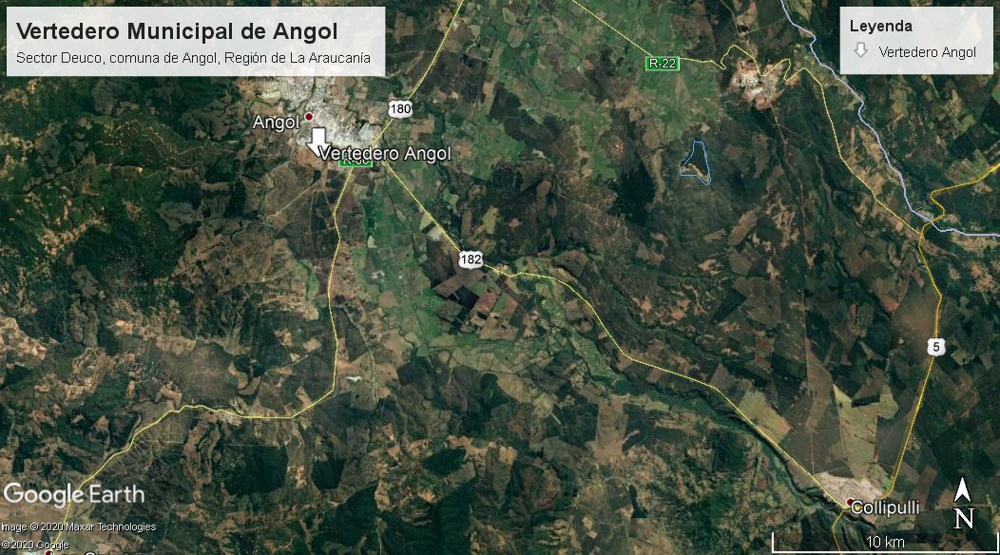 Vertedero Municipal de Angol
Sector Deuco, comuna de Angol, Región de La Araucanía
Leyenda
Vertedero Angol
R-22
180
Angol
Vertedero Angol
182
5
Google Earth
Collipulli
N
Image © 2020 Maxar Technologies
© 2020 Google
10 km